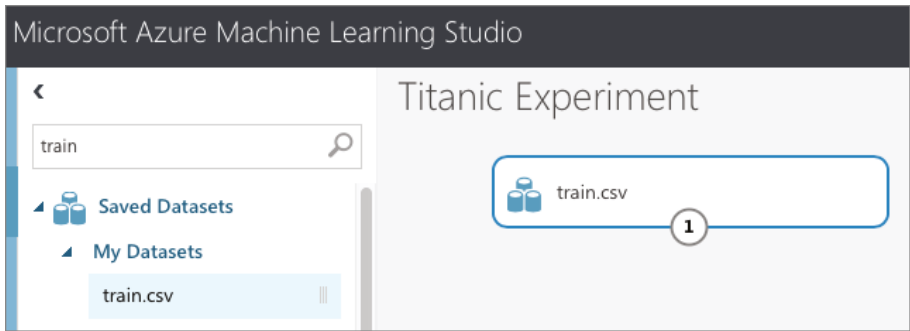 Microsoft Azure Machine Learning Studio
Titanic Experiment
train
train.csv
Saved Datasets
1
My Datasets
train.csv